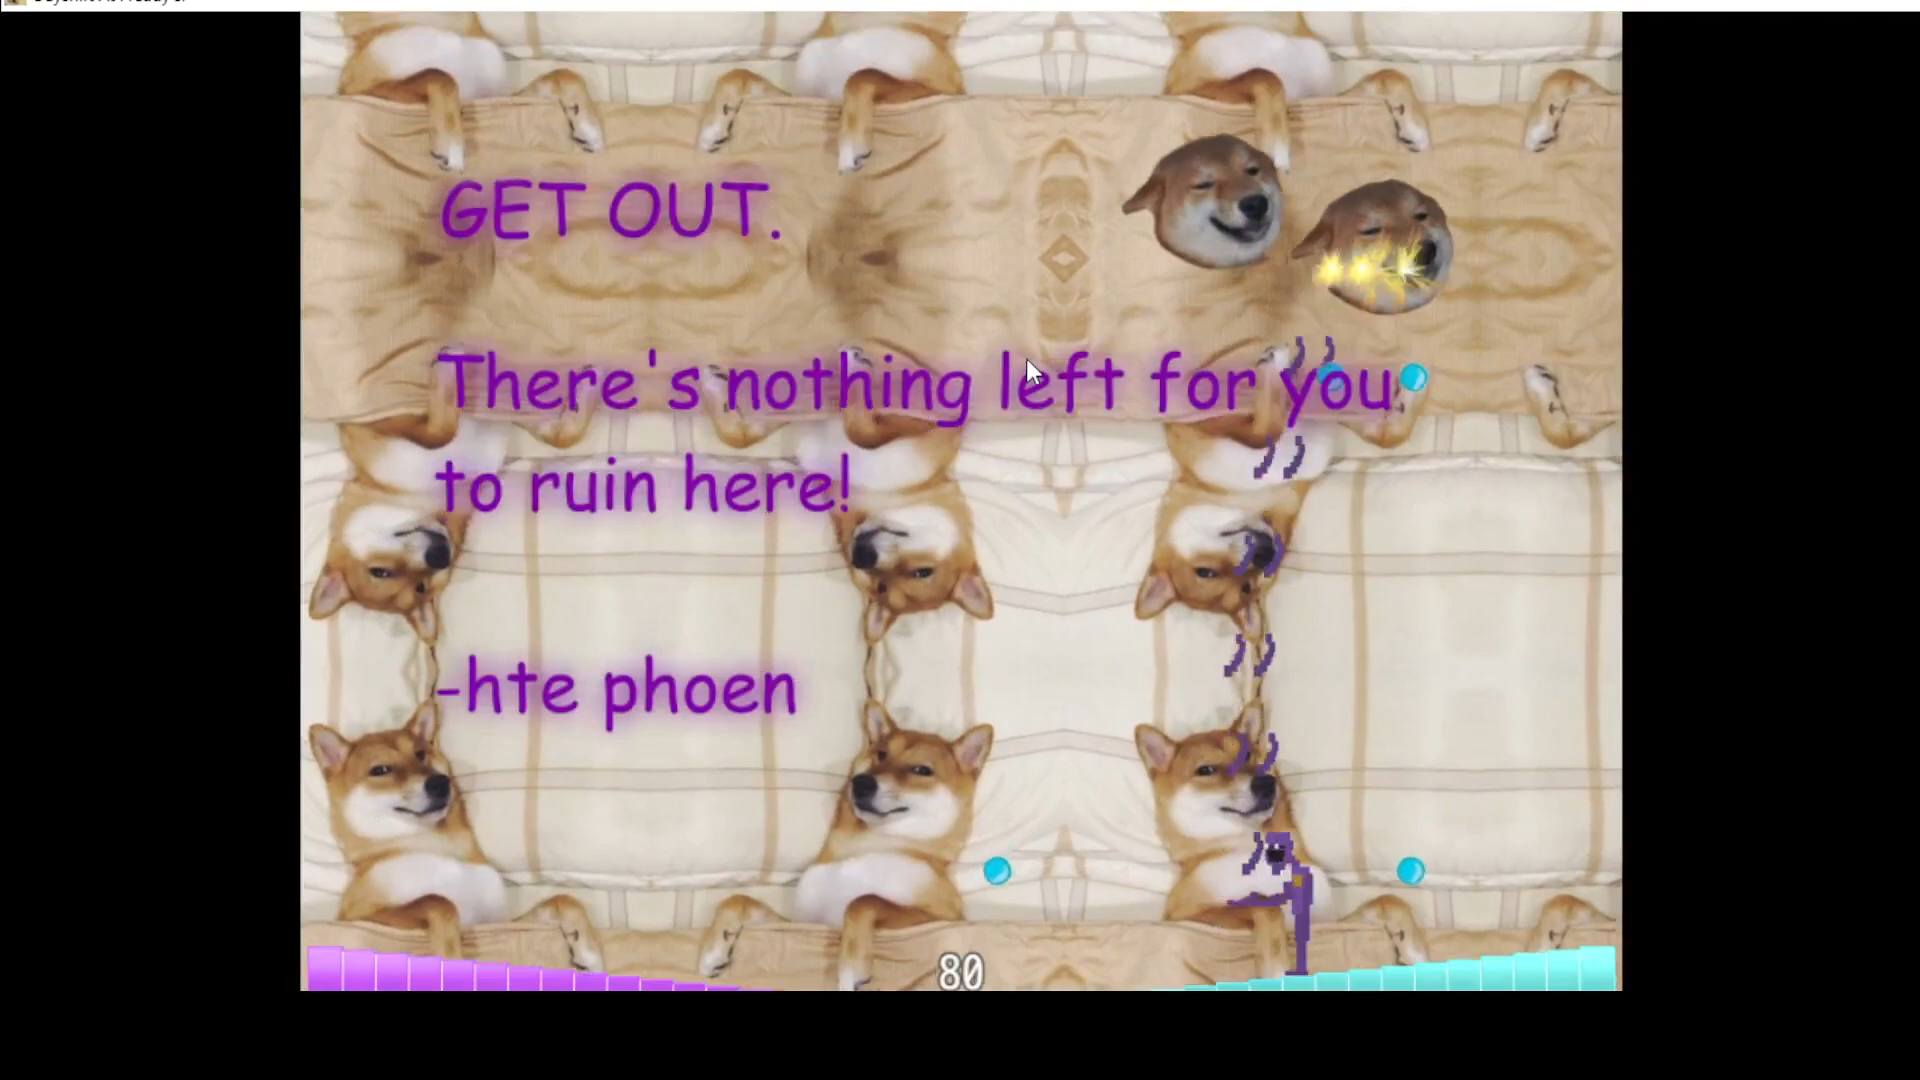 GET OUT.
There's nothing left for you
to ruin here!
-hte phoen
80